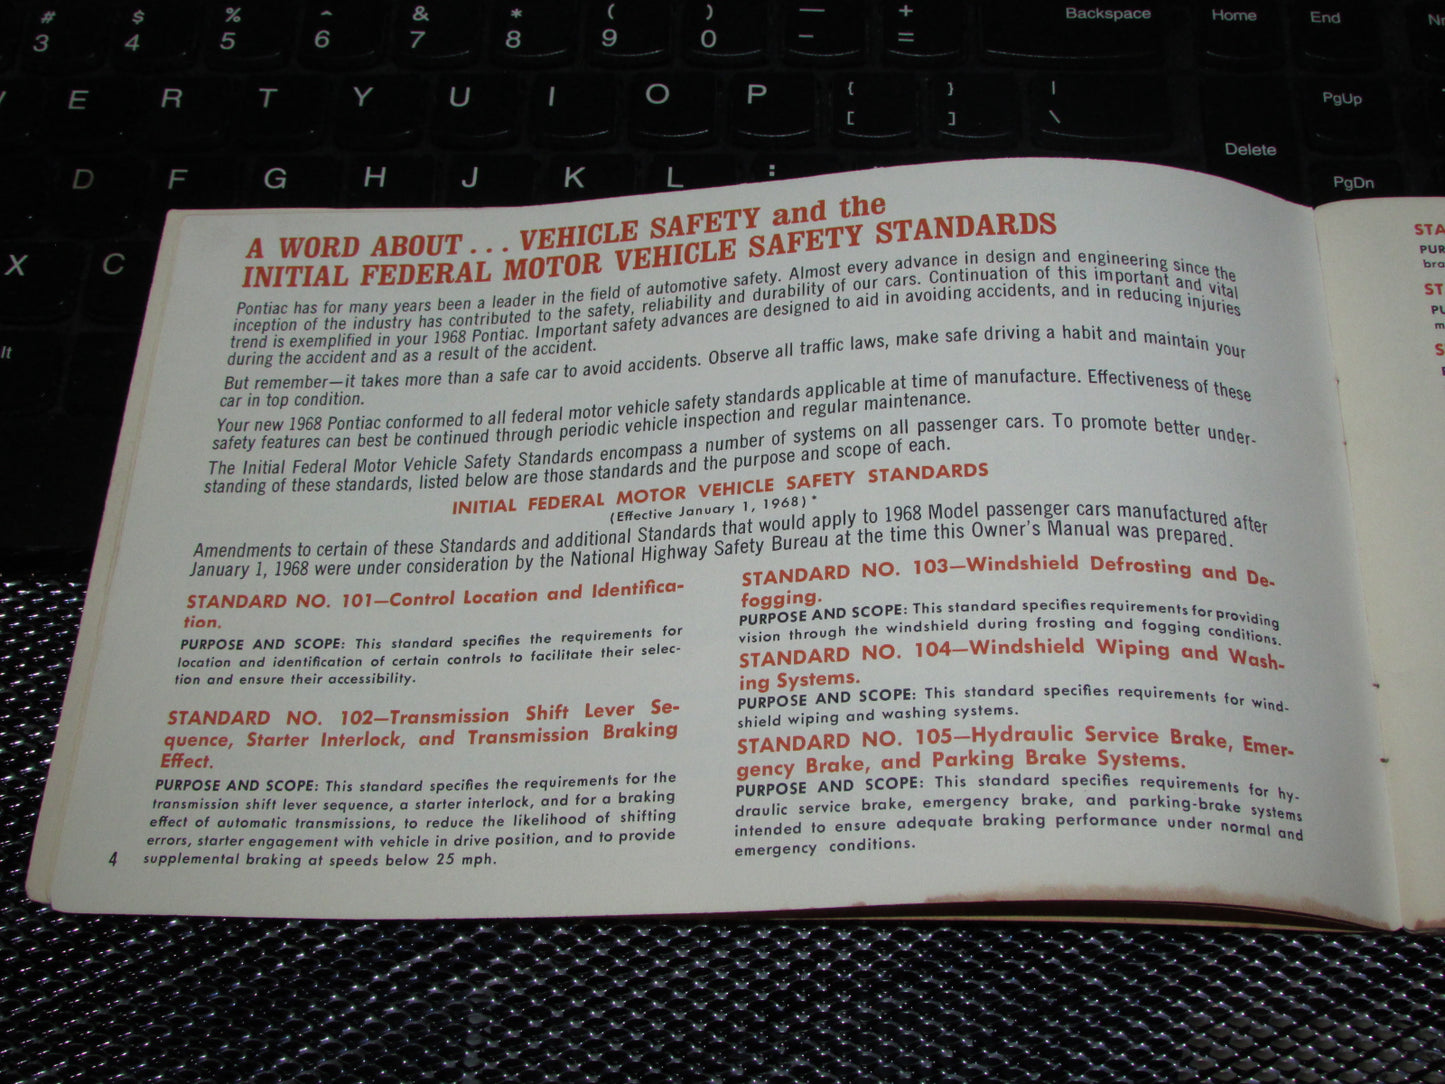 # $ % ^ & * ( ) — + Backspace Home End
3 4 5 6 7 8 9 0 – =
E R T Y U I O P { } | PgUp
[ ] \
Delete
D F G H J K L : PgDn
X C
lt
A WORD ABOUT . . . VEHICLE SAFETY and the
INITIAL FEDERAL MOTOR VEHICLE SAFETY STANDARDS
Pontiac has for many years been a leader in the field of automotive safety. Almost every advance in design and engineering since the
inception of the industry has contributed to the safety, reliability and durability of our cars. Continuation of this important and vital
trend is exemplified in your 1968 Pontiac. Important safety advances are designed to aid in avoiding accidents, and in reducing injuries
during the accident and as a result of the accident.
But remember—it takes more than a safe car to avoid accidents. Observe all traffic laws, make safe driving a habit and maintain your
car in top condition.
Your new 1968 Pontiac conformed to all federal motor vehicle safety standards applicable at time of manufacture. Effectiveness of these
safety features can best be continued through periodic vehicle inspection and regular maintenance.
The Initial Federal Motor Vehicle Safety Standards encompass a number of systems on all passenger cars. To promote better under-
standing of these standards, listed below are those standards and the purpose and scope of each.
INITIAL FEDERAL MOTOR VEHICLE SAFETY STANDARDS
(Effective January 1, 1968) *
Amendments to certain of these Standards and additional Standards that would apply to 1968 Model passenger cars manufactured after
January 1, 1968 were under consideration by the National Highway Safety Bureau at the time this Owner's Manual was prepared.
STANDARD NO. 101—Control Location and Identifica-
tion.
PURPOSE AND SCOPE: This standard specifies the requirements for
location and identification of certain controls to facilitate their selec-
tion and ensure their accessibility.
STANDARD NO. 102—Transmission Shift Lever Se-
quence, Starter Interlock, and Transmission Braking
Effect.
PURPOSE AND SCOPE: This standard specifies the requirements for the
transmission shift lever sequence, a starter interlock, and for a braking
effect of automatic transmissions, to reduce the likelihood of shifting
errors, starter engagement with vehicle in drive position, and to provide
supplemental braking at speeds below 25 mph.
4
STANDARD NO. 103—Windshield Defrosting and De-
fogging.
PURPOSE AND SCOPE: This standard specifies requirements for providing
vision through the windshield during frosting and fogging conditions.
STANDARD NO. 104—Windshield Wiping and Wash-
ing Systems.
PURPOSE AND SCOPE: This standard specifies requirements for wind-
shield wiping and washing systems.
STANDARD NO. 105—Hydraulic Service Brake, Emer-
gency Brake, and Parking Brake Systems.
PURPOSE AND SCOPE: This standard specifies requirements for hy-
draulic service brake, emergency brake, and parking-brake systems
intended to ensure adequate braking performance under normal and
emergency conditions.
STA
PUR
bra
ST
PU
m
S